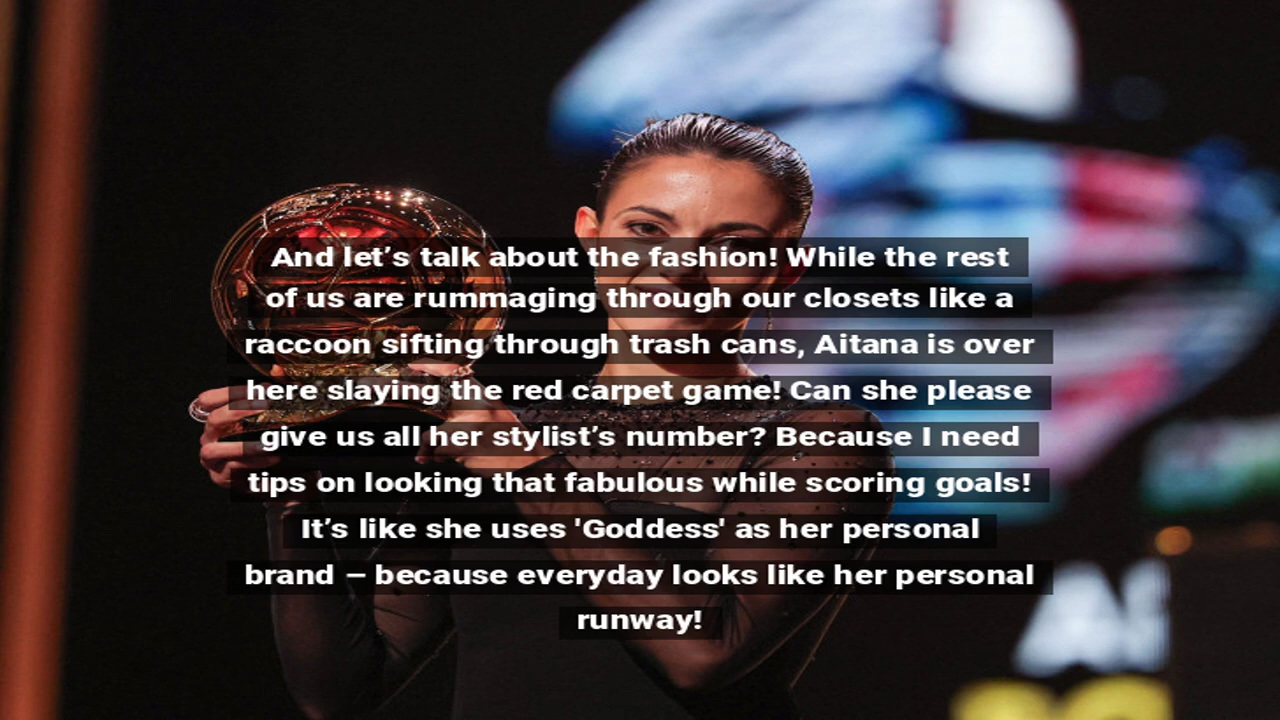 And let’s talk about the fashion! While the rest
of us are rummaging through our closets like a
raccoon sifting through trash cans, Aitana is over
here slaying the red carpet game! Can she please
give us all her stylist’s number? Because I need
tips on looking that fabulous while scoring goals!
It’s like she uses 'Goddess' as her personal
brand – because everyday looks like her personal
runway!